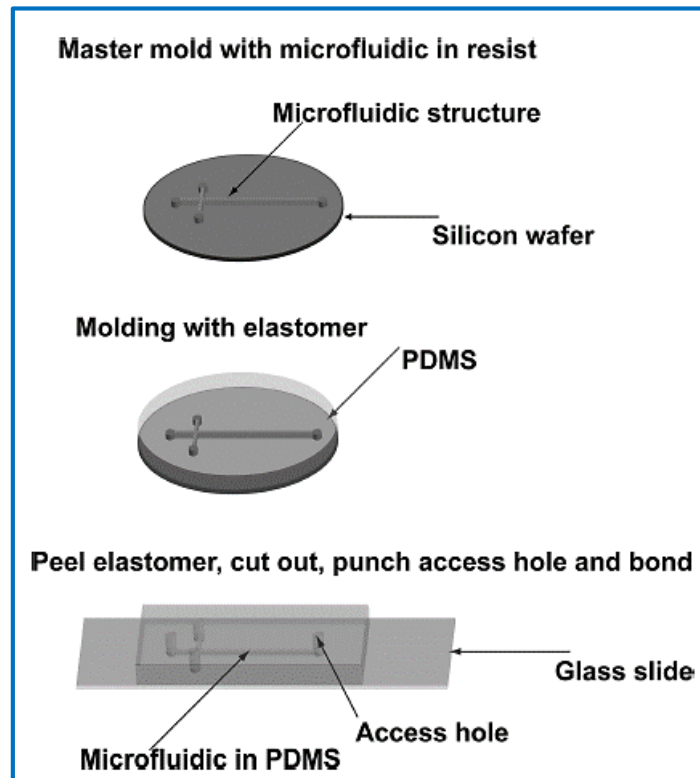 Master mold with microfluidic in resist
Microfluidic structure
Silicon wafer
Molding with elastomer
PDMS
Peel elastomer, cut out, punch access hole and bond
Glass slide
Access hole
Microfluidic in PDMS